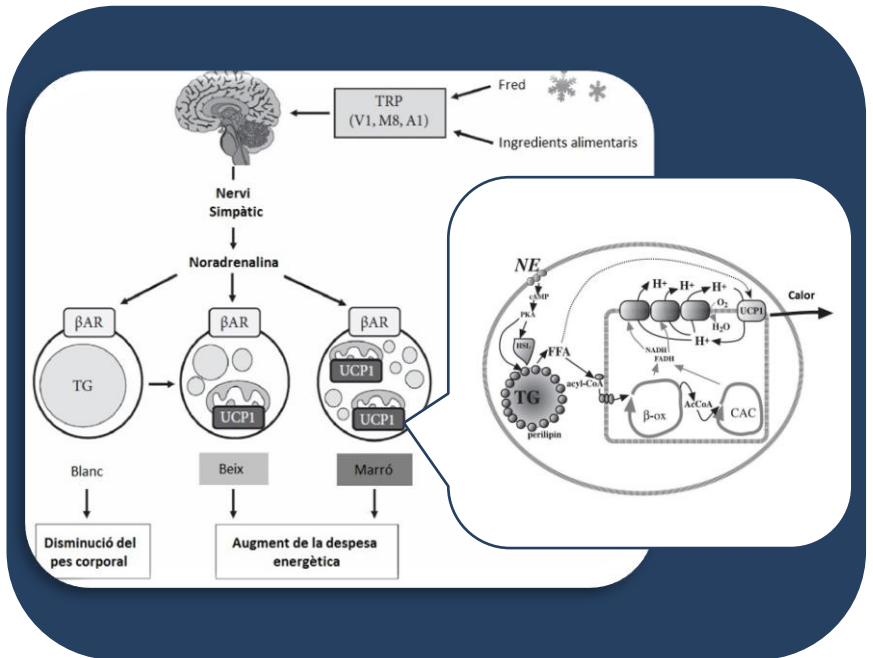 Fred
TRP
(V1, M8, A1)
Ingredients alimentaris
Nervi
Simpàtic
Noradrenalina
βAR
βAR
βAR
TG
UCP1
UCP1
UCP1
Blanc
Beix
Marró
Disminució del
pes corporal
Augment de la despesa
energètica
NE
cAMP
PKA
HSL
FFA
TG
perilipin
acyl-CoA
H+
H+
H+
O2
H2O
H+
UCP1
Calor
NADH
FADH
β-ox
AcCoA
CAC